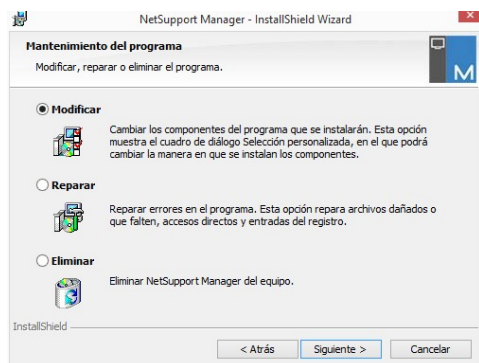 NetSupport Manager - InstallShield Wizard
Mantenimiento del programa
Modificar, reparar o eliminar el programa.
M
Modificar
Cambiar los componentes del programa que se instalarán. Esta opción
muestra el cuadro de diálogo Selección personalizada, en el que podrá
cambiar la manera en que se instalan los componentes.
Reparar
Reparar errores en el programa. Esta opción repara archivos dañados o
que falten, accesos directos y entradas del registro.
Eliminar
Eliminar NetSupport Manager del equipo.
InstallShield
< Atrás Siguiente > Cancelar